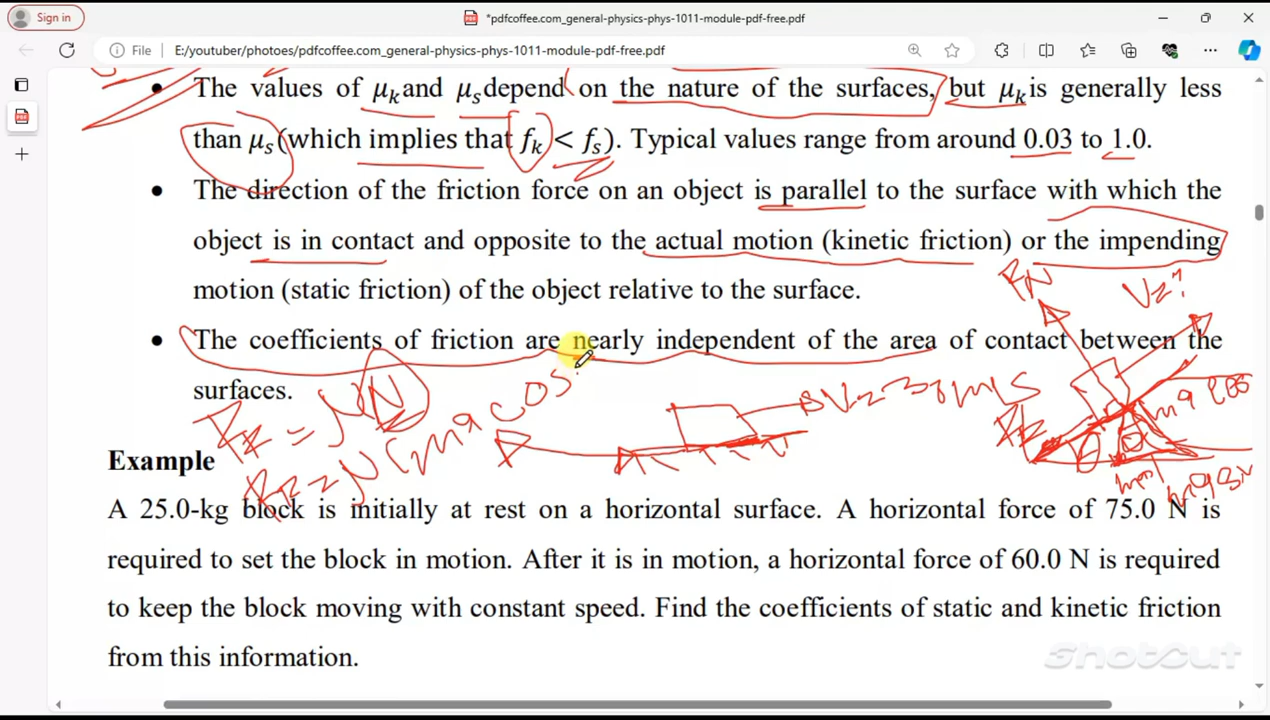 Sign in
*pdfcoffee.com_general-physics-phys-1011-module-pdf-free.pdf
File E:/youtuber/photoes/pdfcoffee.com_general-physics-phys-1011-module-pdf-free.pdf
• The values of μk and μs depend on the nature of the surfaces, but μk is generally less
than μs (which implies that fk < fs). Typical values range from around 0.03 to 1.0.
• The direction of the friction force on an object is parallel to the surface with which the
object is in contact and opposite to the actual motion (kinetic friction) or the impending
FN
V=?
motion (static friction) of the object relative to the surface.
• The coefficients of friction are nearly independent of the area of contact between the
surfaces.
Example
A 25.0-kg block is initially at rest on a horizontal surface. A horizontal force of 75.0 N is
required to set the block in motion. After it is in motion, a horizontal force of 60.0 N is required
to keep the block moving with constant speed. Find the coefficients of static and kinetic friction
from this information.
Shotcut